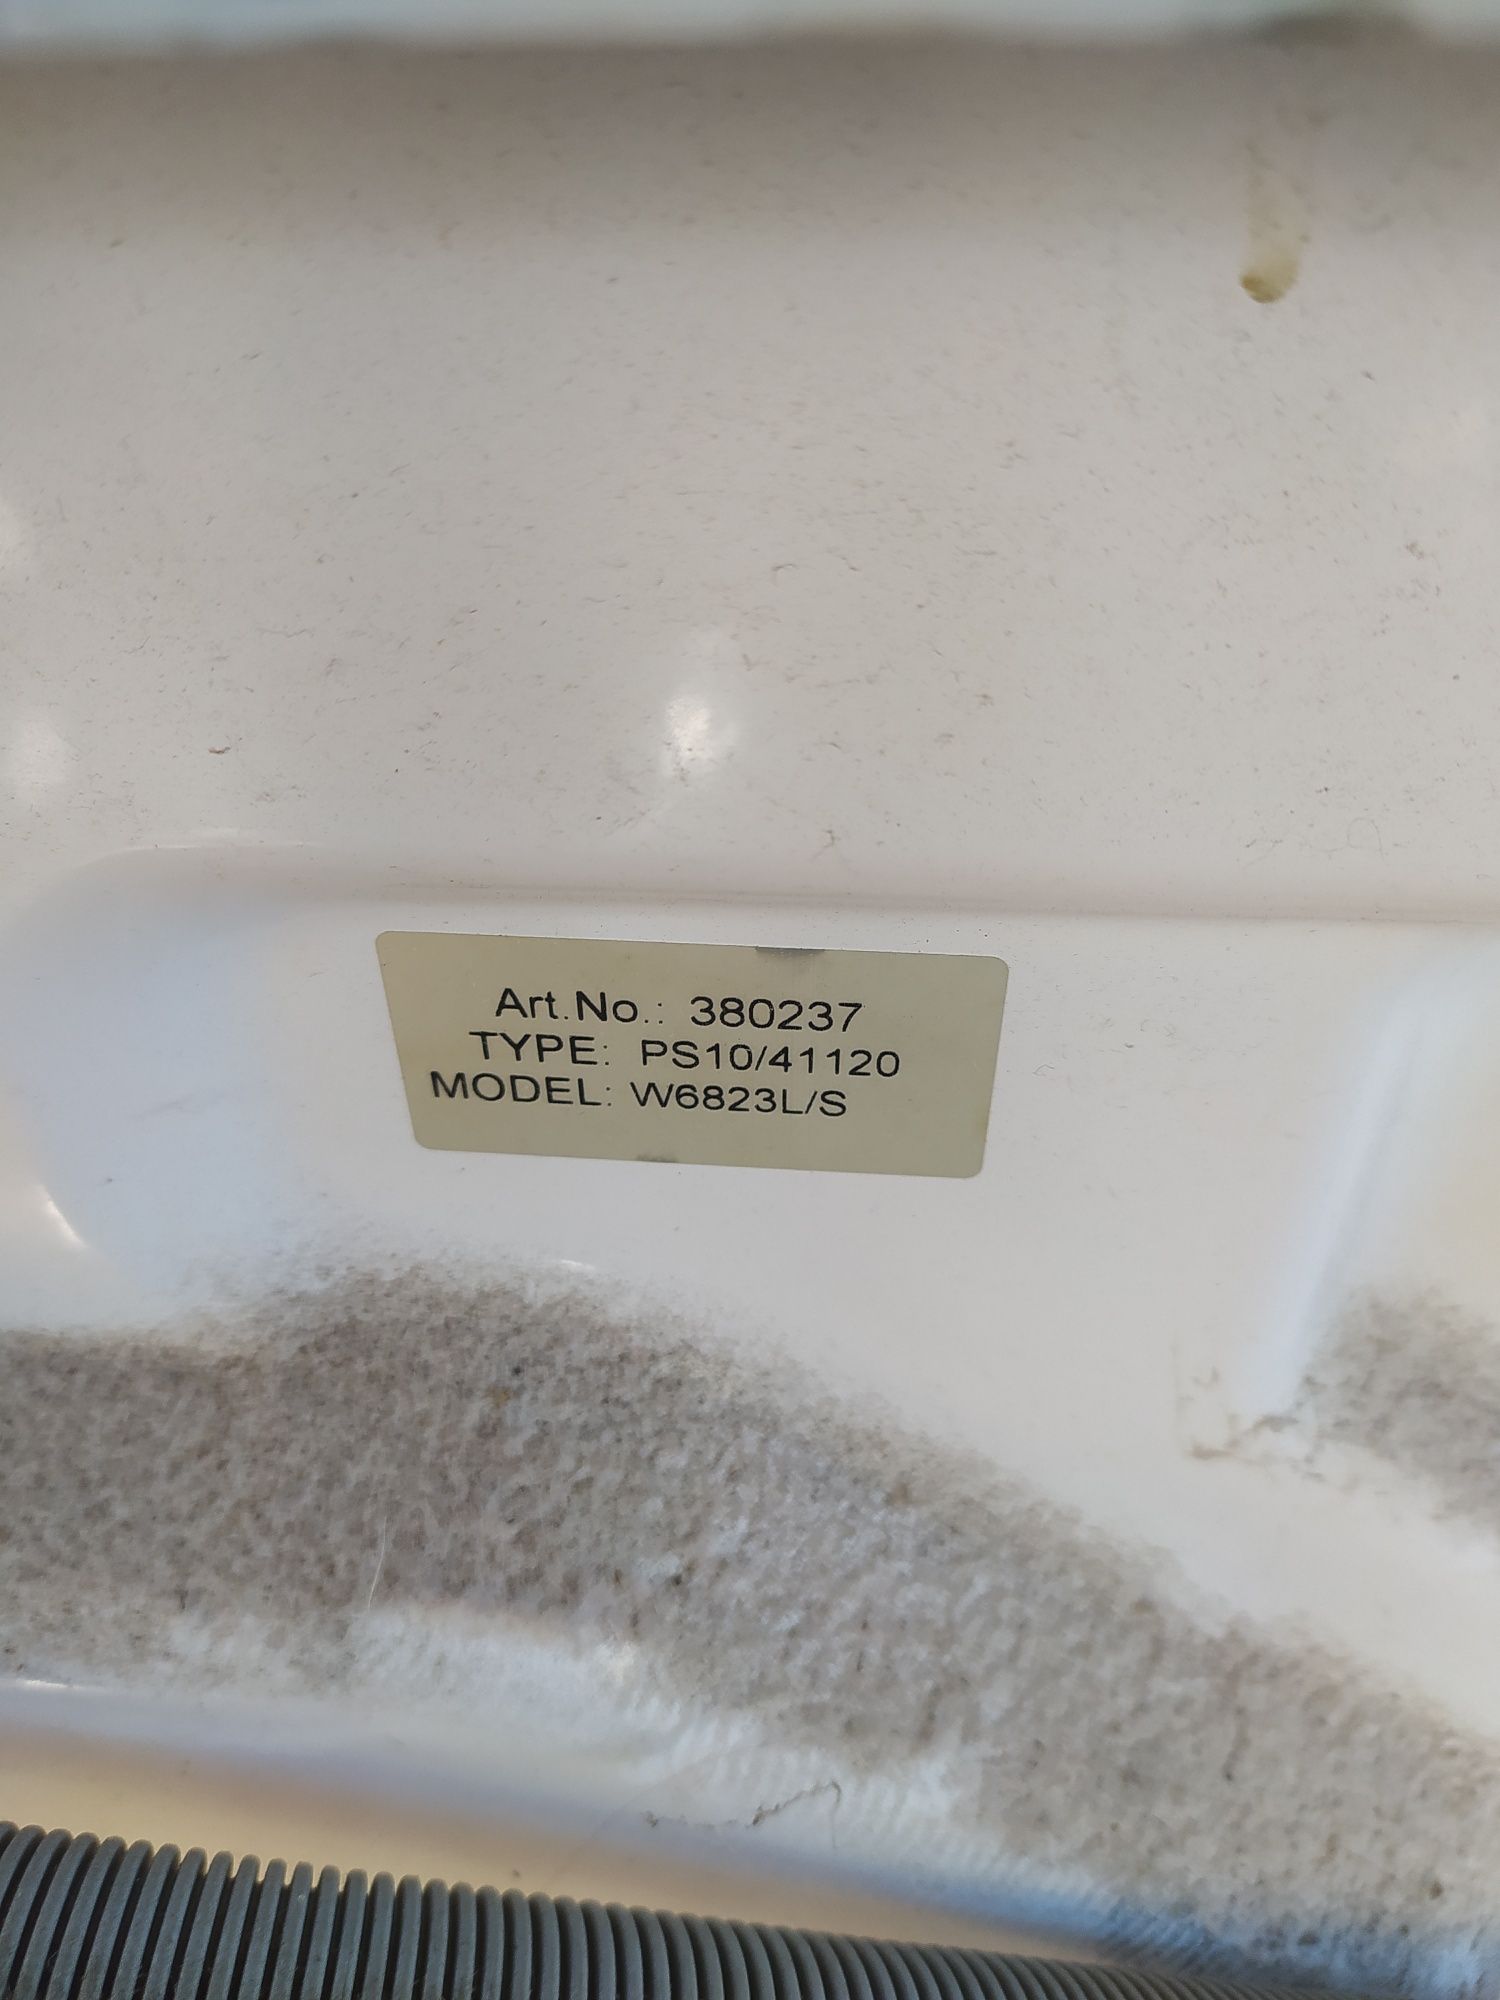 Art.No.: 380237
TYPE: PS10/41120
MODEL: W6823L/S